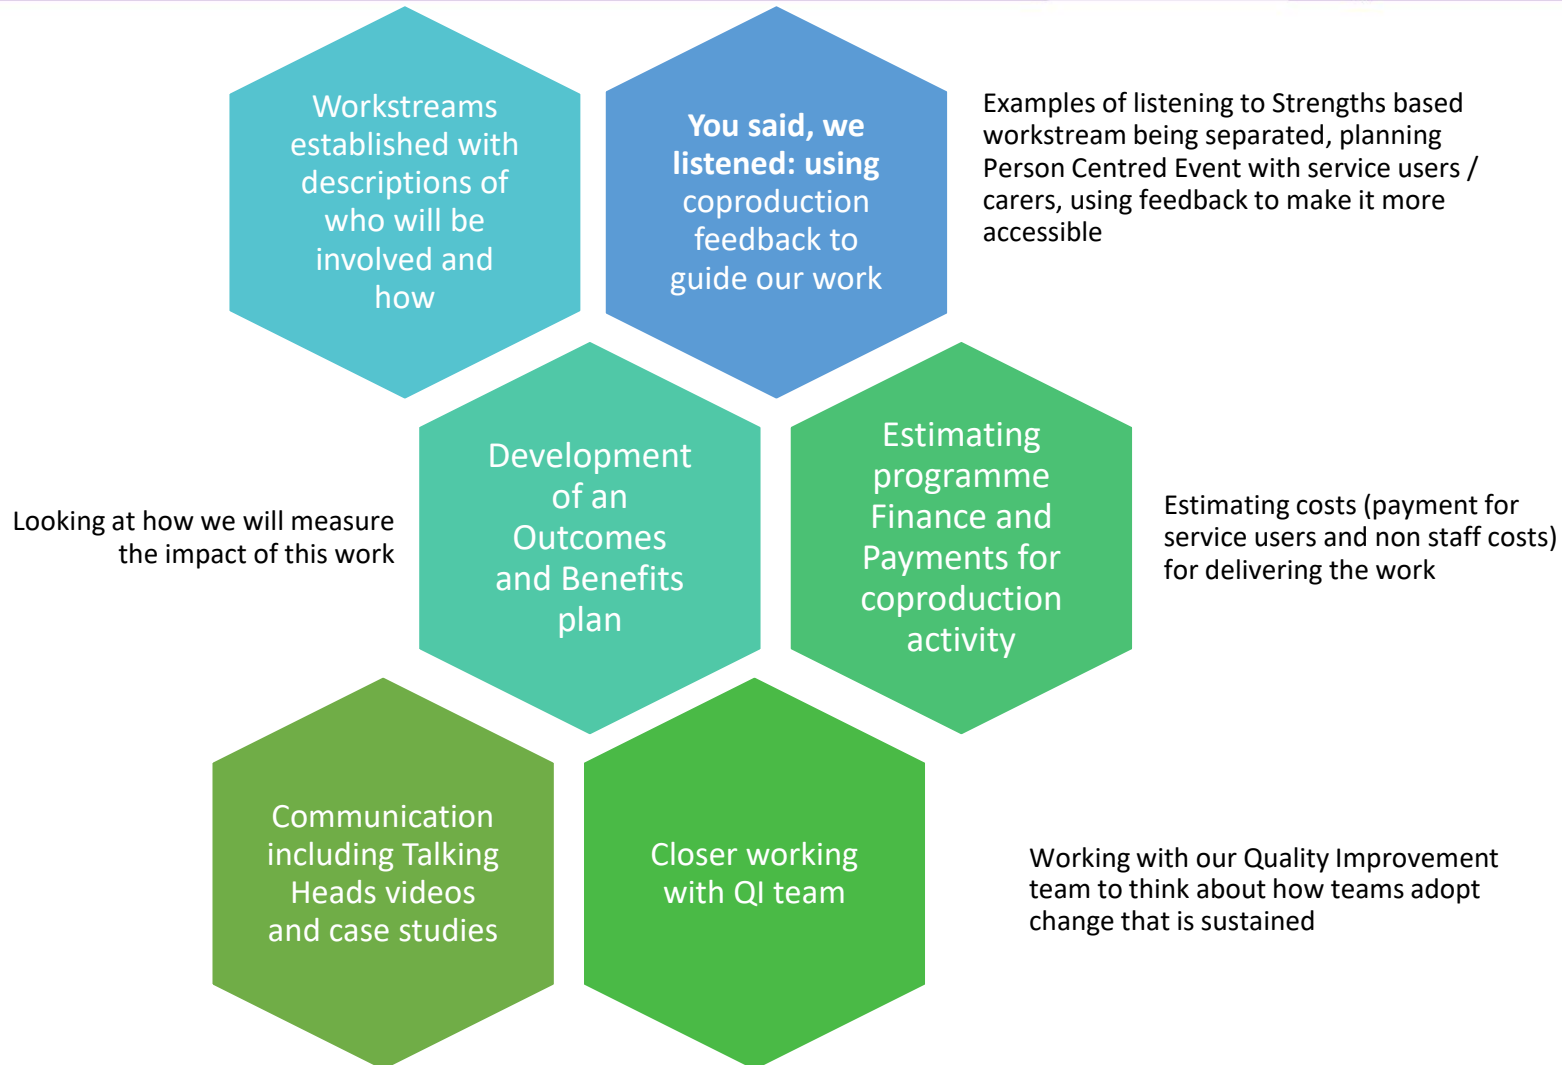 Workstreams
established with
descriptions of
who will be
involved and
how
You said, we
listened: using
coproduction
feedback to
guide our work
Examples of listening to Strengths based
workstream being separated, planning
Person Centred Event with service users /
carers, using feedback to make it more
accessible
Looking at how we will measure
the impact of this work
Development
of an
Outcomes
and Benefits
plan
Estimating
programme
Finance and
Payments for
coproduction
activity
Estimating costs (payment for
service users and non staff costs)
for delivering the work
Communication
including Talking
Heads videos
and case studies
Closer working
with QI team
Working with our Quality Improvement
team to think about how teams adopt
change that is sustained